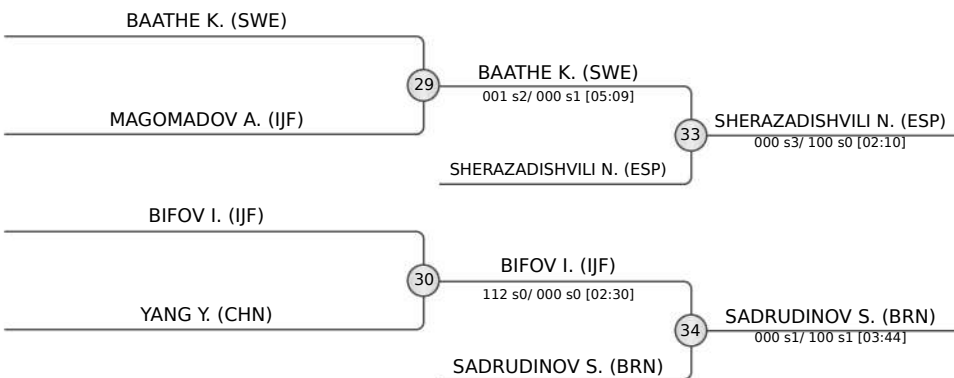 BAATHE K. (SWE)
29
BAATHE K. (SWE)
001 s2/ 000 s1 [05:09]
MAGOMADOV A. (IJF)
33
SHERAZADISHVILI N. (ESP)
000 s3/ 100 s0 [02:10]
SHERAZADISHVILI N. (ESP)
BIFOV I. (IJF)
30
BIFOV I. (IJF)
112 s0/ 000 s0 [02:30]
YANG Y. (CHN)
34
SADRUDINOV S. (BRN)
000 s1/ 100 s1 [03:44]
SADRUDINOV S. (BRN)